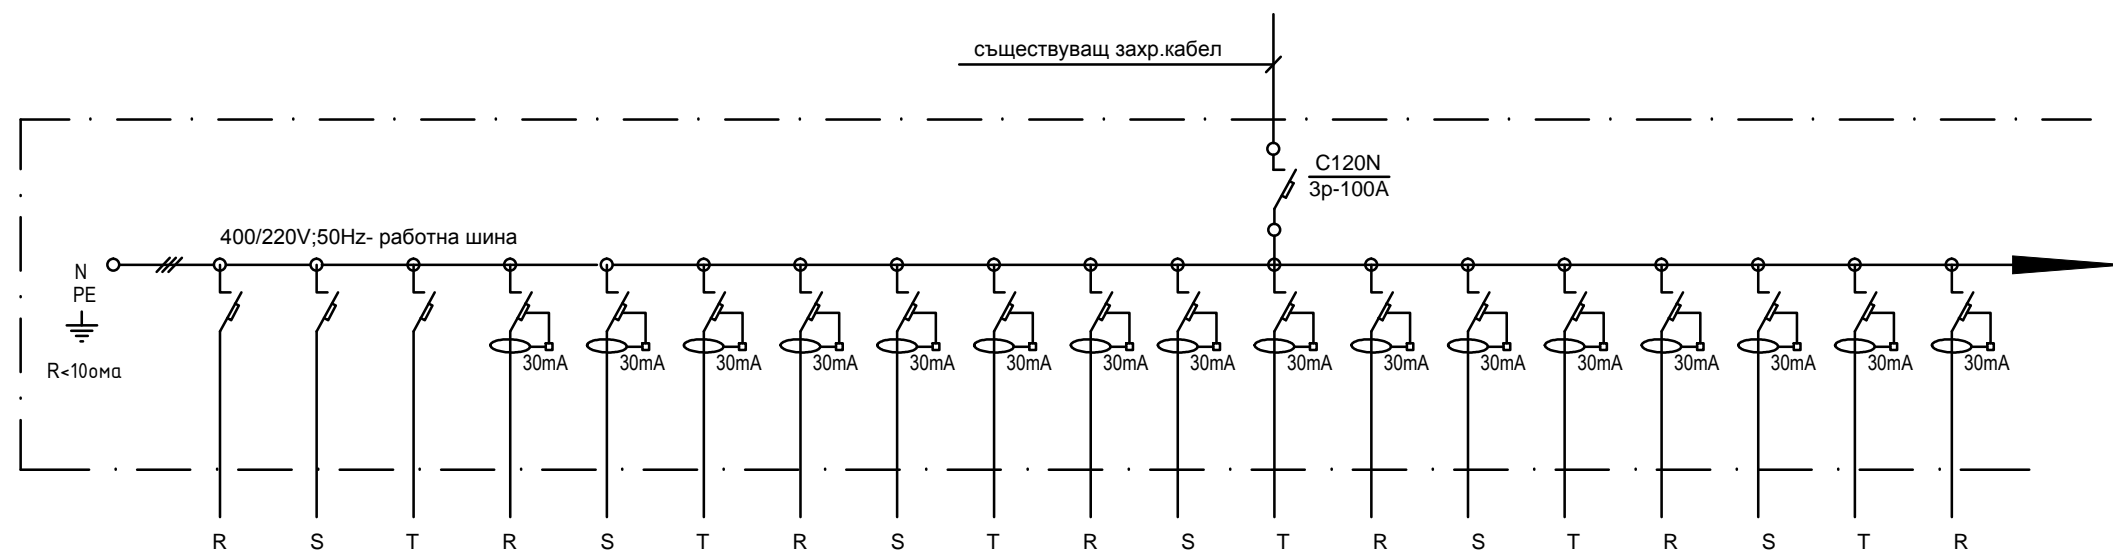 същeствуващ захр.кабел
C120N
3p-100A
400/220V;50Hz- работна шина
N
PE
R<10ома
30mA 30mA 30mA 30mA 30mA 30mA 30mA 30mA 30mA 30mA 30mA 30mA 30mA 30mA 30mA 30mA
R S T R S T R S T R S T R S T R S T R